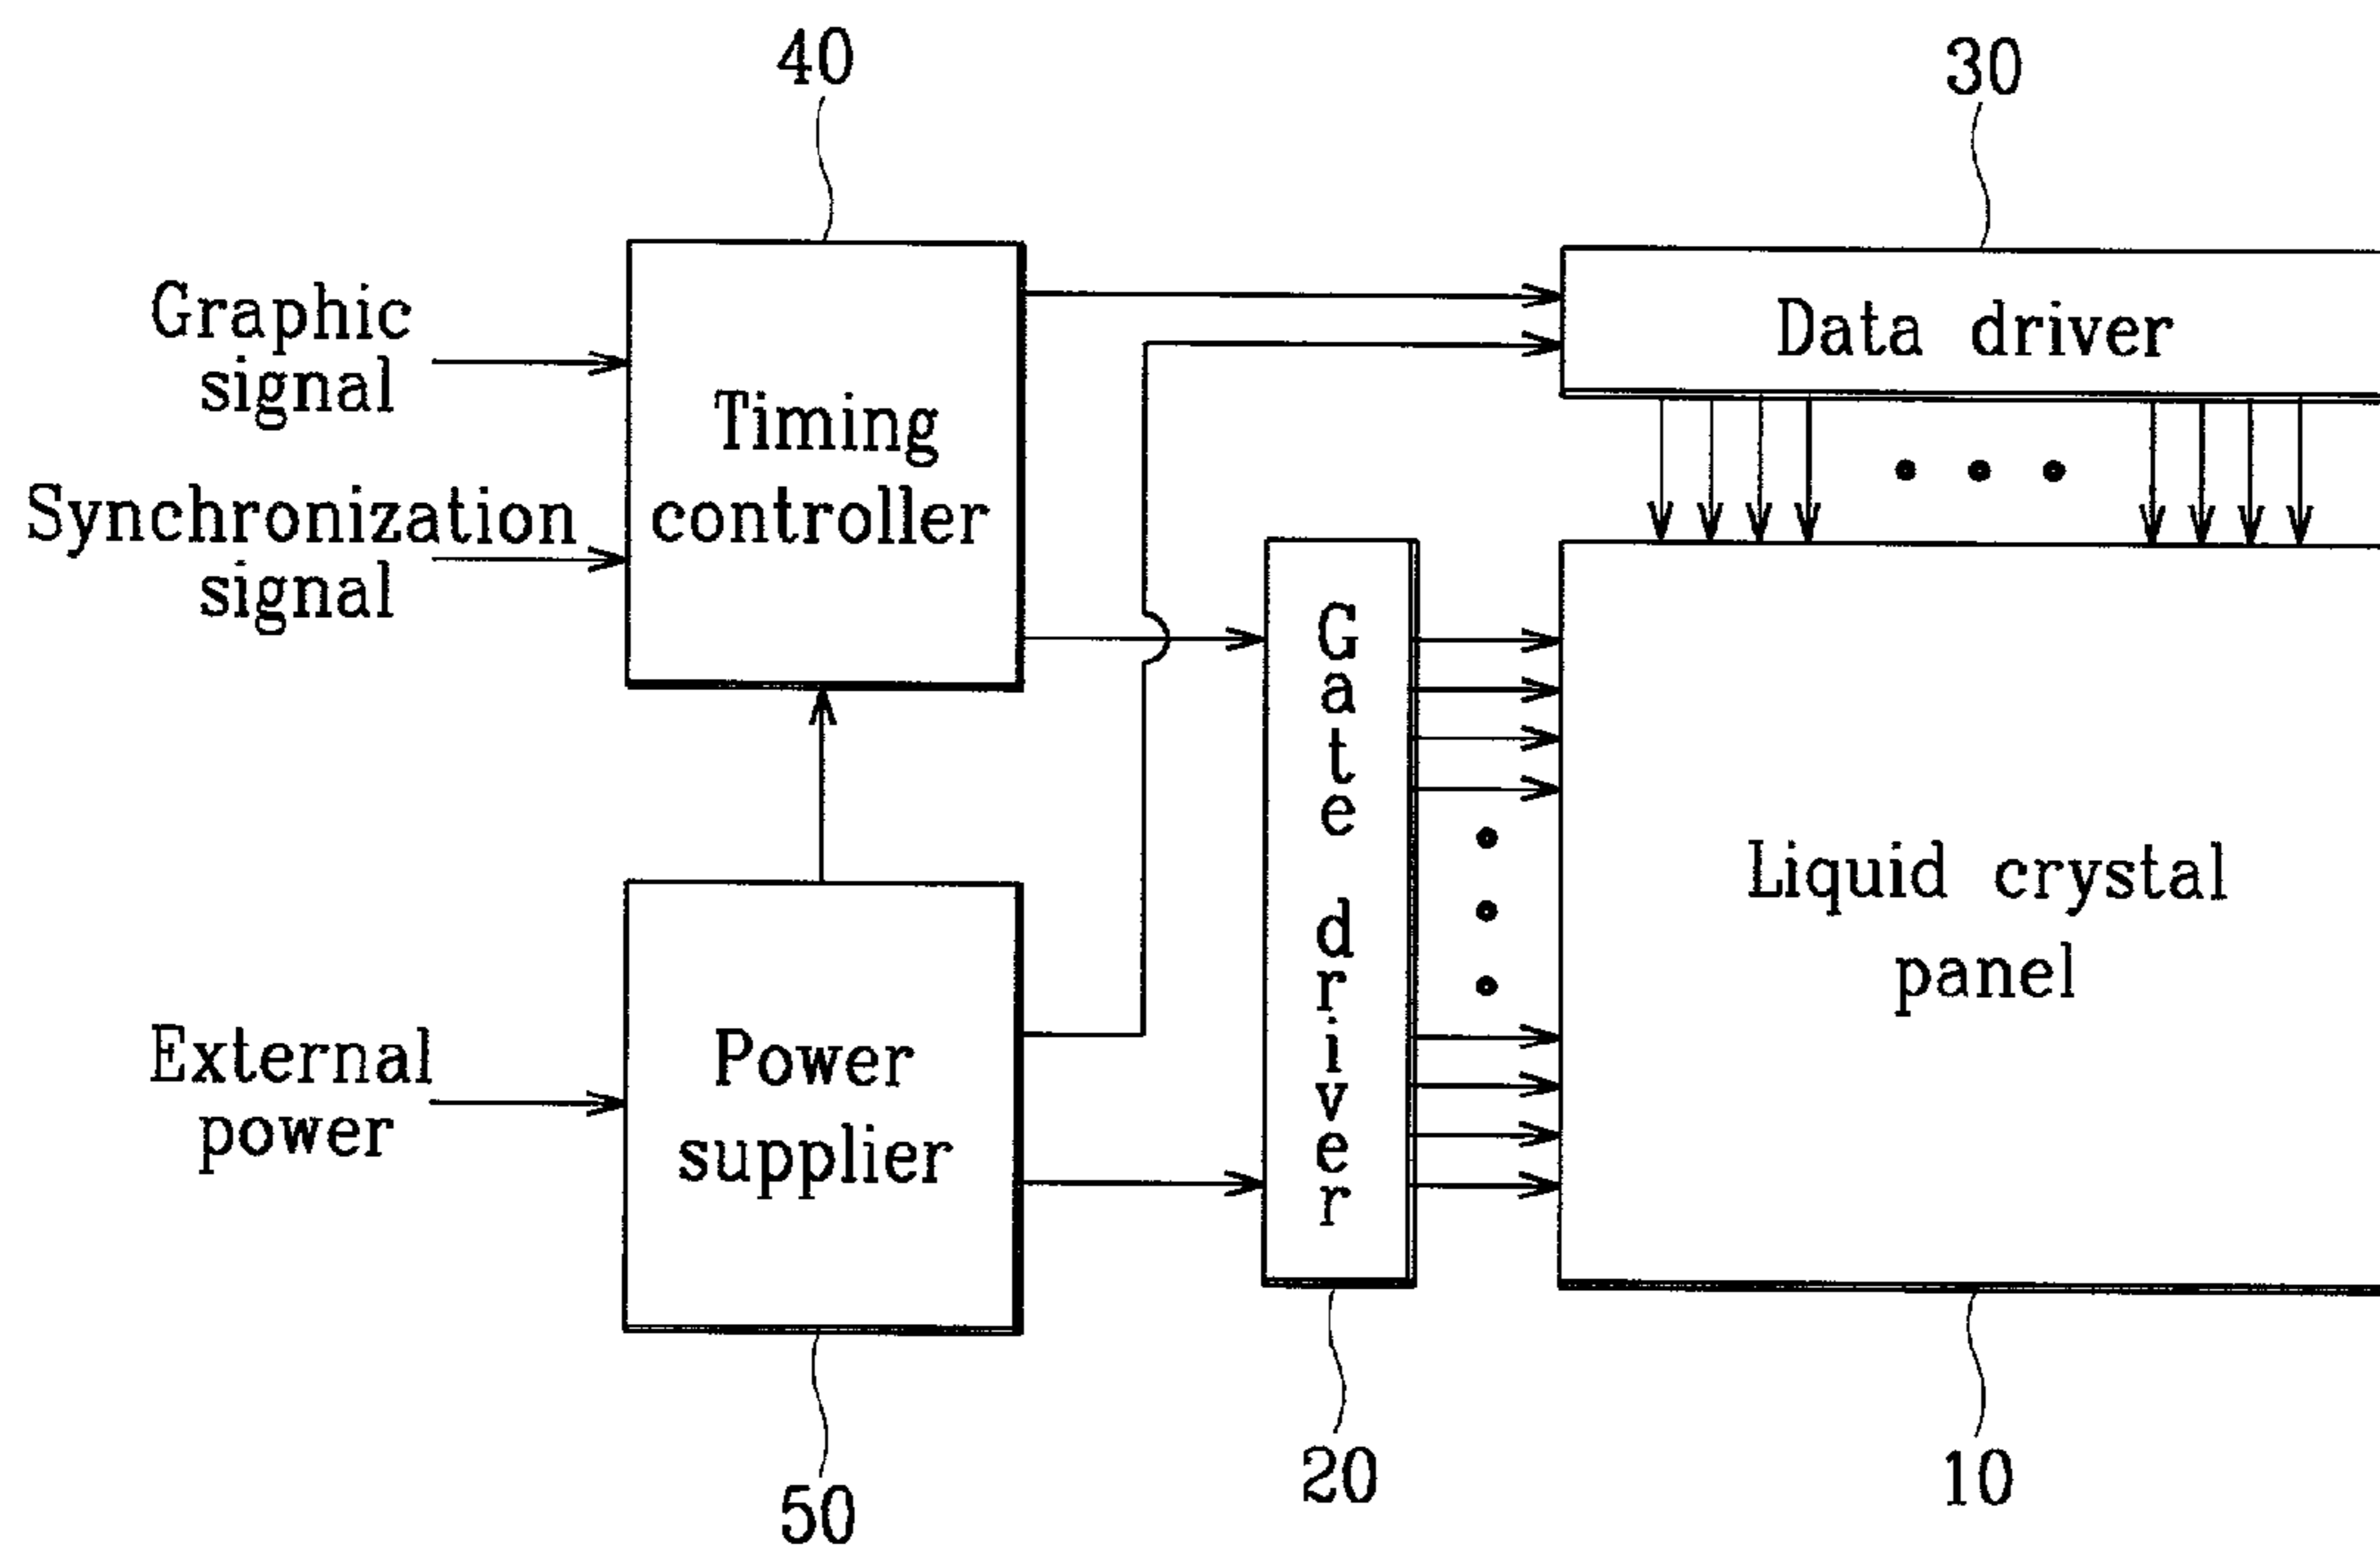 40
30
Graphic
signal
Data driver
Timing
controller
Synchronization
signal
Gate driver
Liquid crystal
panel
External
power
Power
supplier
20
10
50